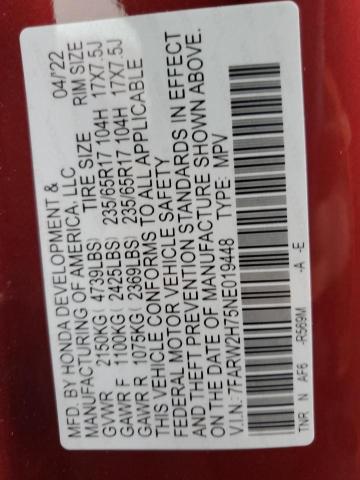 MFD. BY HONDA DEVELOPMENT & 04/22
MANUFACTURING OF AMERICA, LLC
TIRE SIZE RIM SIZE
GVWR 2150KG ( 4739LBS) 235/65R17 104H 17X7.5J
GAWR F 1100KG ( 2425LBS) 235/65R17 104H 17X7.5J
GAWR R 1075KG ( 2369LBS)
THIS VEHICLE CONFORMS TO ALL APPLICABLE
FEDERAL MOTOR VEHICLE SAFETY
AND THEFT PREVENTION STANDARDS IN EFFECT
ON THE DATE OF MANUFACTURE SHOWN ABOVE.
V.I.N.: 7FARW2H75NE019448 TYPE: MPV
TNR N AF6 -R569M -A -E